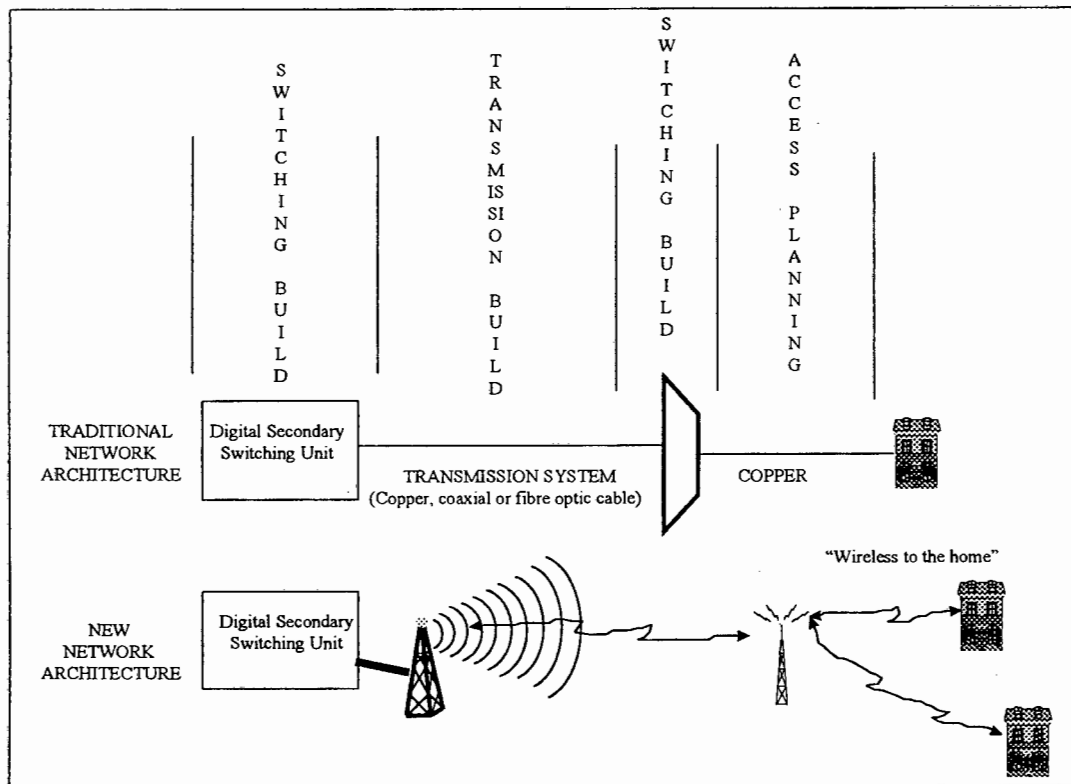 SWITCHING BUILD
TRANSMISSION BUILD
SWITCHING BUILD
ACCESS PLANNING
TRADITIONAL
NETWORK
ARCHITECTURE
Digital Secondary
Switching Unit
TRANSMISSION SYSTEM
(Copper, coaxial or fibre optic cable)
COPPER
"Wireless to the home"
NEW
NETWORK
ARCHITECTURE
Digital Secondary
Switching Unit